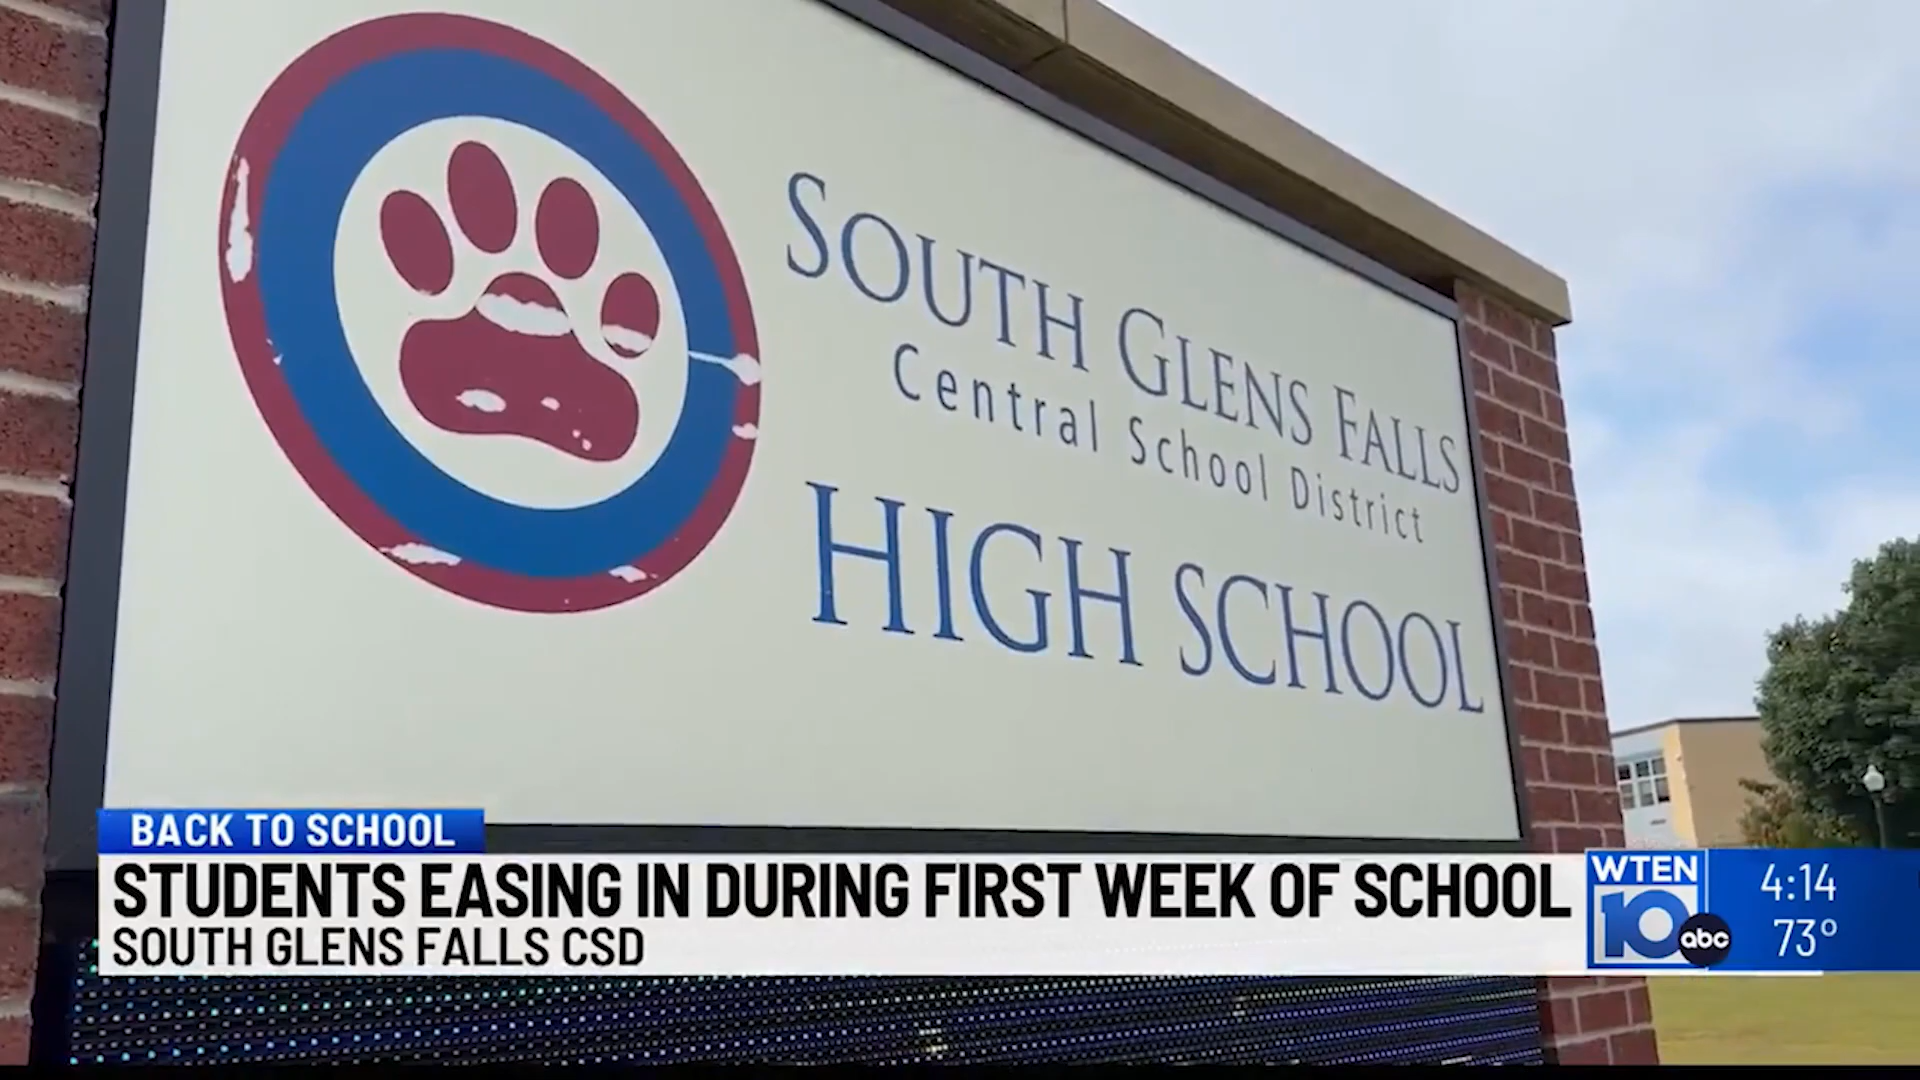 SOUTH GLENS FALLS
Central School District
HIGH SCHOOL
BACK TO SCHOOL
STUDENTS EASING IN DURING FIRST WEEK OF SCHOOL
SOUTH GLENS FALLS CSD
WTEN
10
abc
4:14
73°